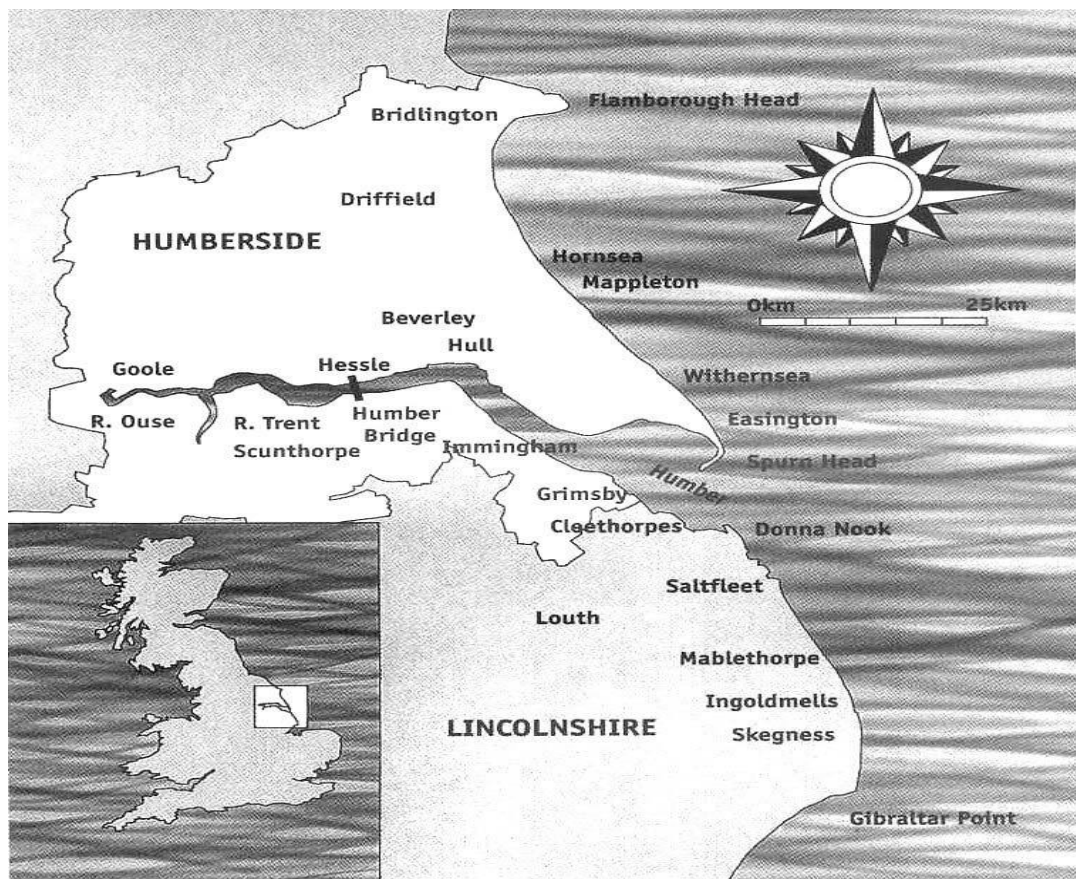 Flamborough Head
Bridlington
Driffield
HUMBERSIDE
Hornsea
Mappleton
0km 25km
Beverley
Hull
Goole
Hessle
Withernsea
R. Ouse
R. Trent
Humber
Bridge
Easington
Scunthorpe
Immingham
Spurn Head
Humber
Grimsby
Cleethorpes
Donna Nook
Saltfleet
Louth
Mablethorpe
Ingoldmells
LINCOLNSHIRE
Skegness
Gibraltar Point